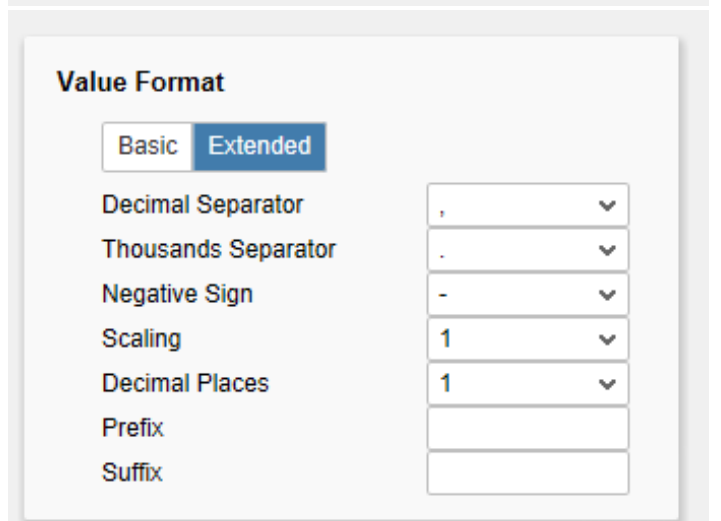 Value Format
Basic Extended
Decimal Separator ,
Thousands Separator .
Negative Sign -
Scaling 1
Decimal Places 1
Prefix
Suffix